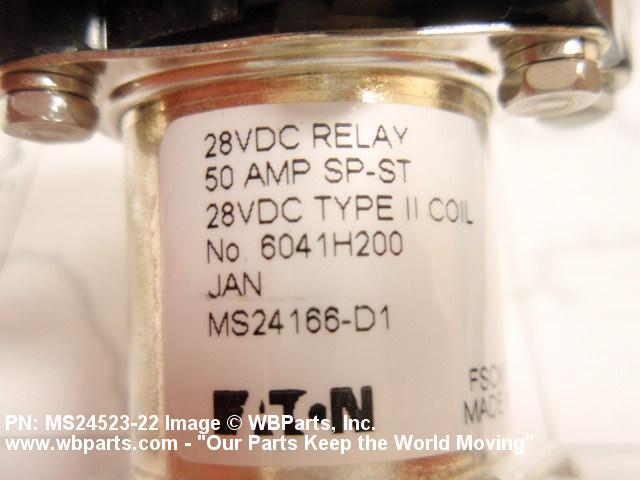 28VDC RELAY
50 AMP SP-ST
28VDC TYPE II COIL
No. 6041H200
JAN
MS24166-D1
EATON
MADE
PN: MS24523-22 Image © WBParts, Inc.
www.wbparts.com - "Our Parts Keep the World Moving"